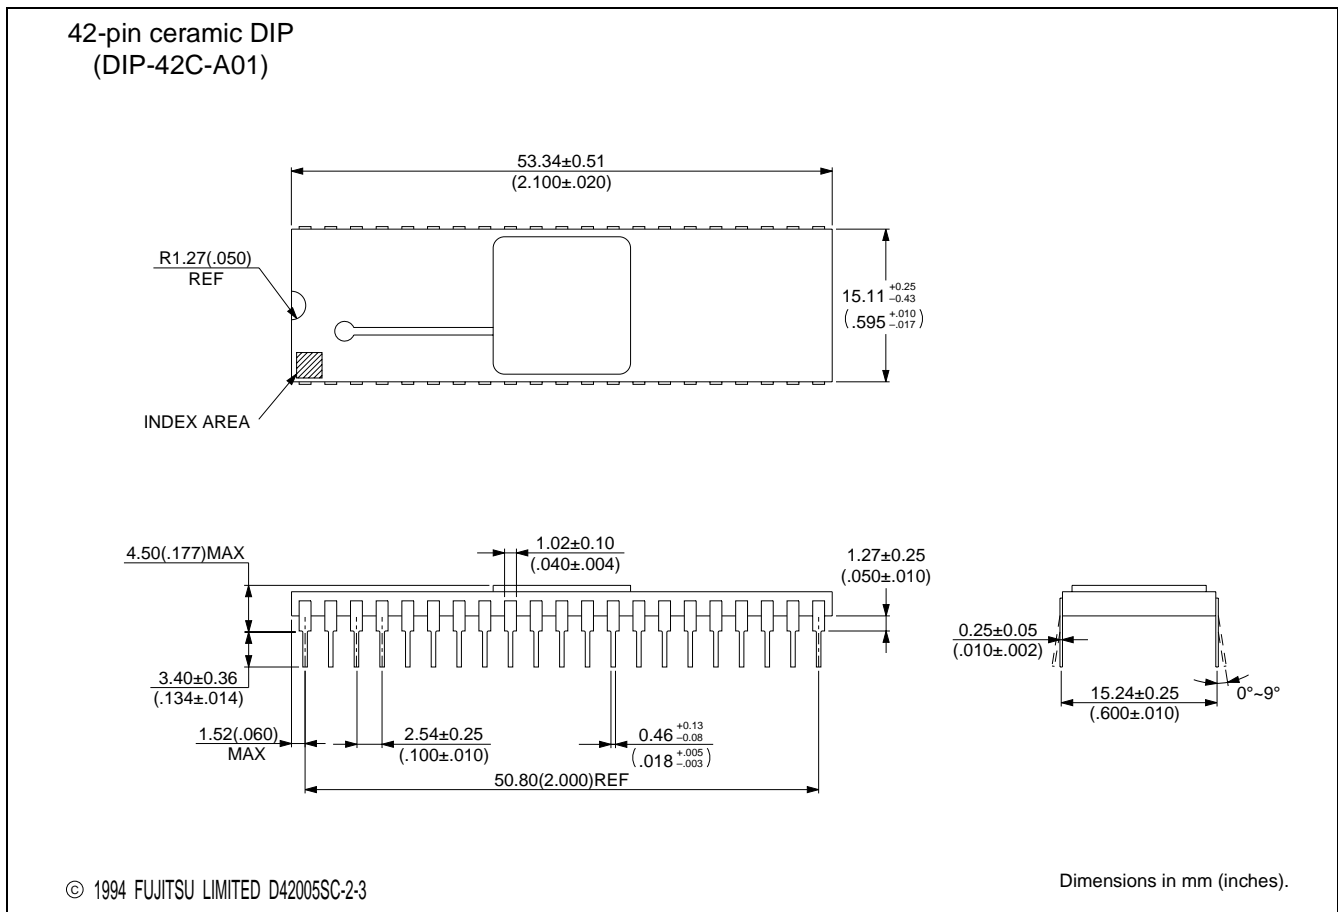 42-pin ceramic DIP
(DIP-42C-A01)
53.34±0.51
(2.100±.020)
R1.27(.050)
REF
15.11 +0.25 −0.43
(.595 +.010 −.017)
INDEX AREA
4.50(.177)MAX
1.02±0.10
(.040±.004)
1.27±0.25
(.050±.010)
0.25±0.05
(.010±.002)
3.40±0.36
(.134±.014)
15.24±0.25
(.600±.010)
0°~9°
1.52(.060)
MAX
2.54±0.25
(.100±.010)
0.46 +0.13 −0.08
(.018 +.005 −.003)
50.80(2.000)REF
© 1994 FUJITSU LIMITED D42005SC-2-3
Dimensions in mm (inches).